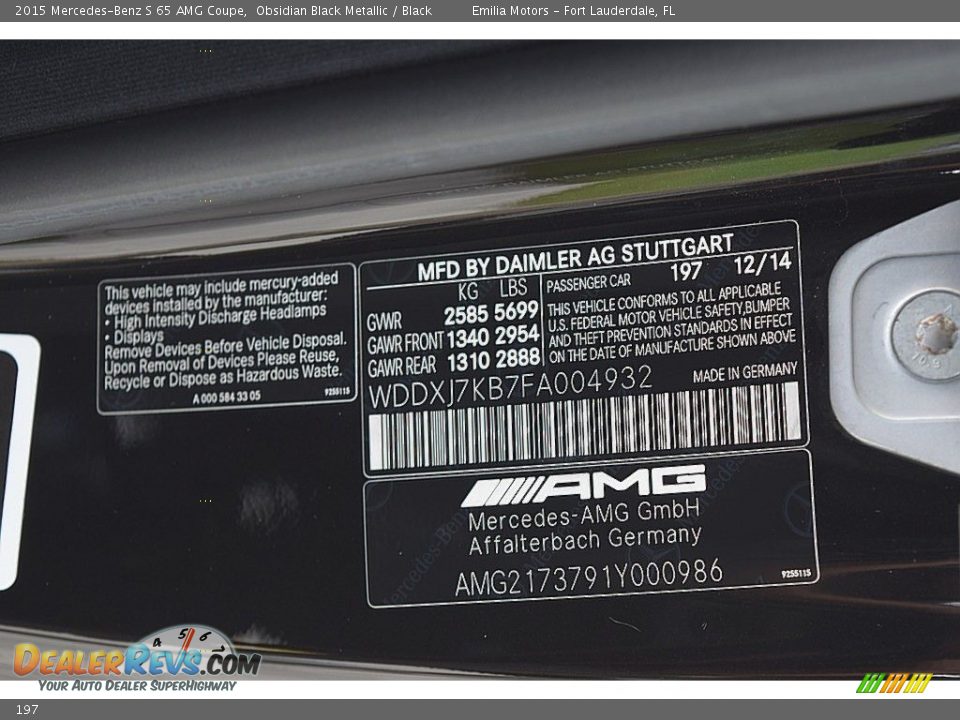 2015 Mercedes-Benz S 65 AMG Coupe, Obsidian Black Metallic / Black Emilia Motors - Fort Lauderdale, FL
This vehicle may include mercury-added
devices installed by the manufacturer:
• High Intensity Discharge Headlamps
• Displays
Remove Devices Before Vehicle Disposal.
Upon Removal of Devices Please Reuse,
Recycle or Dispose as Hazardous Waste.
A 000 584 33 05 9255115
MFD BY DAIMLER AG STUTTGART
KG LBS
GVWR 2585 5699
GAWR FRONT 1340 2954
GAWR REAR 1310 2888
PASSENGER CAR 197 12/14
THIS VEHICLE CONFORMS TO ALL APPLICABLE
U.S. FEDERAL MOTOR VEHICLE SAFETY,BUMPER
AND THEFT PREVENTION STANDARDS IN EFFECT
ON THE DATE OF MANUFACTURE SHOWN ABOVE
WDDXJ7KB7FA004932 MADE IN GERMANY
AMG
Mercedes-AMG GmbH
Affalterbach Germany
AMG2173791Y000986 9255115
4 5 6
DealerRevs.com
Your Auto Dealer SuperHighway
197